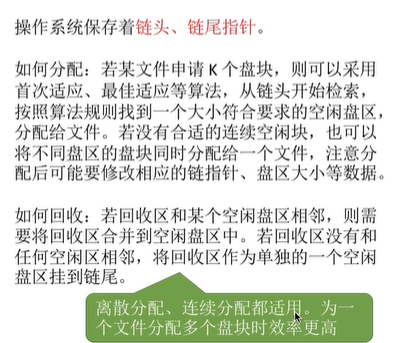 操作系统保存着链头、链尾指针。
如何分配：若某文件申请 K 个盘块，则可以采用
首次适应、最佳适应等算法，从链头开始检索，
按照算法规则找到一个大小符合要求的空闲盘区，
分配给文件。若没有合适的连续空闲块，也可以
将不同盘区的盘块同时分配给一个文件，注意分
配后可能要修改相应的链指针、盘区大小等数据。
如何回收：若回收区和某个空闲盘区相邻，则需
要将回收区合并到空闲盘区中。若回收区没有和
任何空闲区相邻，将回收区作为单独的一个空闲
盘区挂到链尾。
离散分配、连续分配都适用。为一
个文件分配多个盘块时效率更高